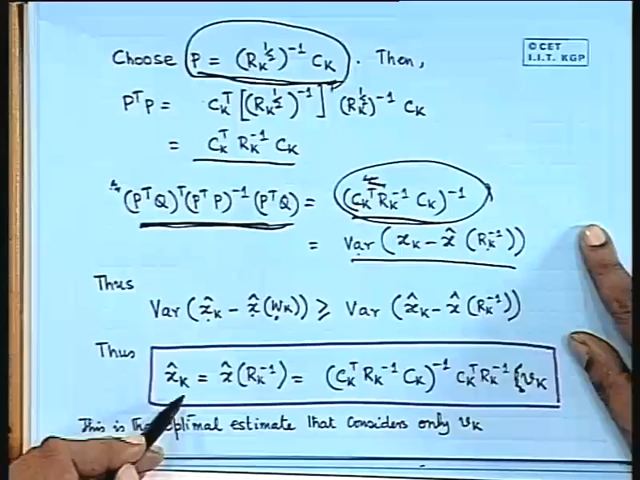 Choose P = (R_K^{1/2})^{-1} C_K . Then,
© CET
I.I.T. KGP
P^T P = C_K^T [(R_K^{1/2})^{-1}]^T (R_K^{1/2})^{-1} C_K
= C_K^T R_K^{-1} C_K
(P^T Q)^T (P^T P)^{-1} (P^T Q) = (C_K^T R_K^{-1} C_K)^{-1}
= Var (x_K - x̂ (R_K^{-1}))
Thus
Var (x̂_K - x̂ (W_K)) ≥ Var (x̂_K - x̂ (R_K^{-1}))
Thus
x̂_K = x̂ (R_K^{-1}) = (C_K^T R_K^{-1} C_K)^{-1} C_K^T R_K^{-1} { v_K
This is the optimal estimate that considers only v_K